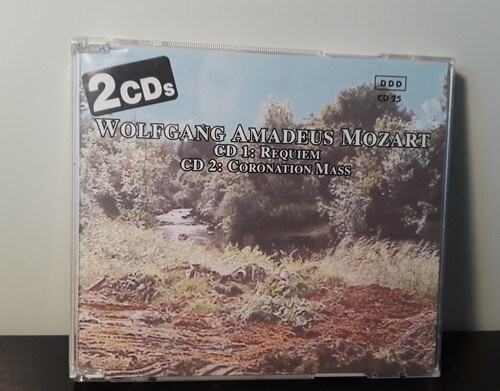 2CDs
DDD
CD 25
WOLFGANG AMADEUS MOZART
CD 1: REQUIEM
CD 2: CORONATION MASS